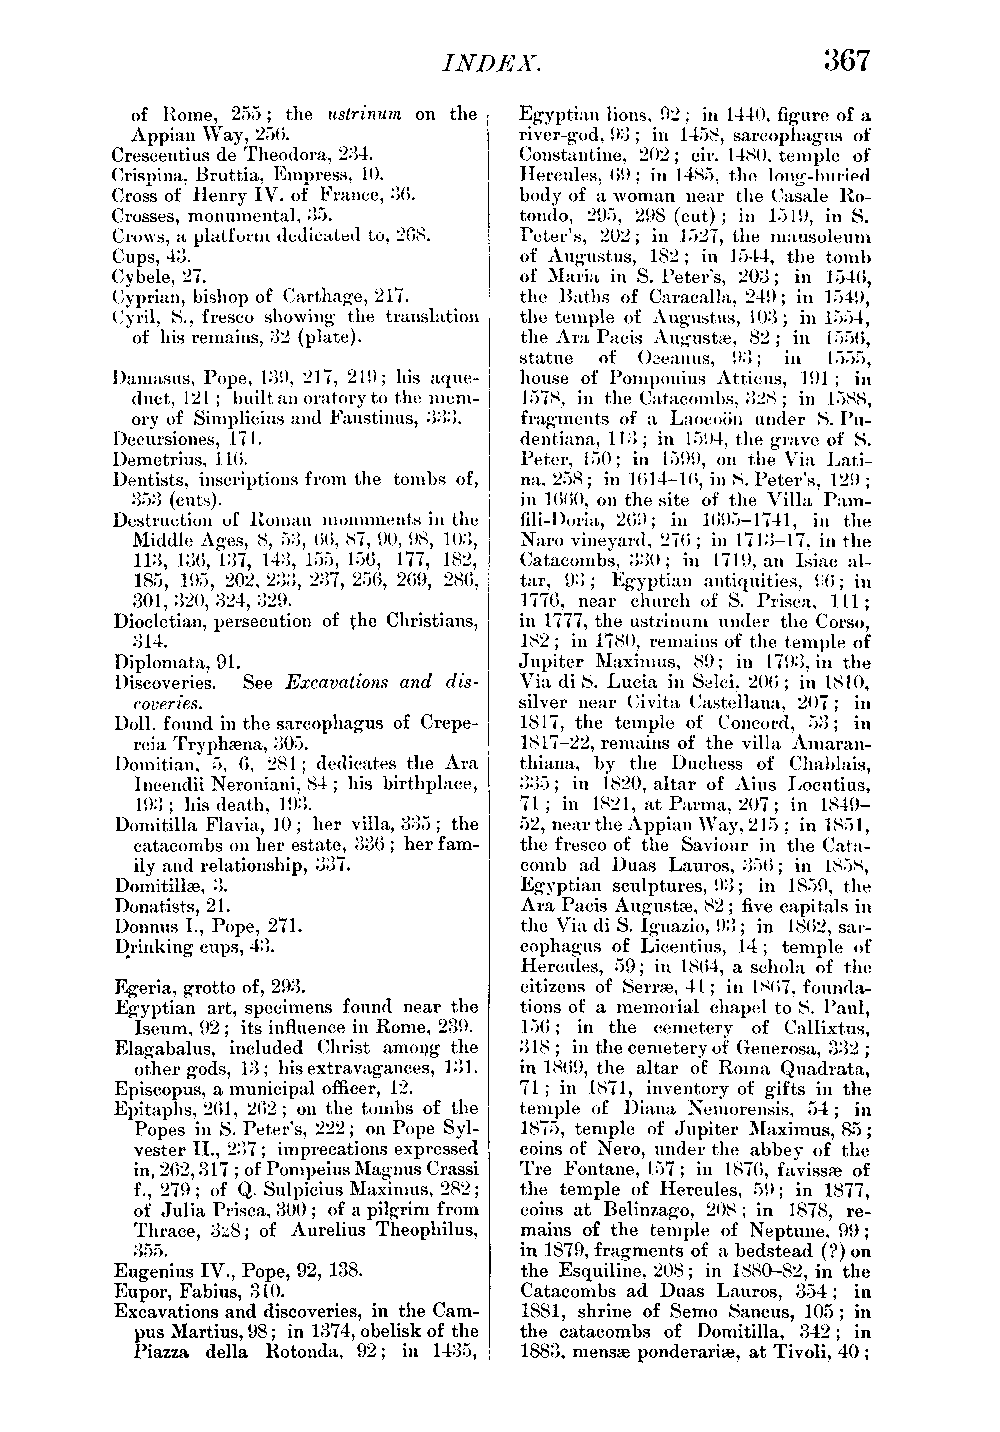 INDEX. 367
of Rome, 255; the ustrinum on the
Appian Way, 256.
Crescentius de Theodora, 234.
Crispina, Bruttia, Empress, 10.
Cross of Henry IV. of France, 36.
Crosses, monumental, 35.
Crows, a platform dedicated to, 268.
Cups, 43.
Cybele, 27.
Cyprian, bishop of Carthage, 217.
Cyril, S., fresco showing the translation
of his remains, 32 (plate).
Damasus, Pope, 139, 217, 219; his aque-
duct, 121; built an oratory to the mem-
ory of Simplicius and Faustinus, 333.
Decursiones, 171.
Demetrius, 116.
Dentists, inscriptions from the tombs of,
353 (cuts).
Destruction of Roman monuments in the
Middle Ages, 8, 53, 66, 87, 90, 98, 103,
113, 136, 137, 143, 155, 156, 177, 182,
185, 195, 202, 233, 237, 256, 269, 286,
301, 320, 324, 329.
Diocletian, persecution of the Christians,
314.
Diplomata, 91.
Discoveries. See Excavations and dis-
coveries.
Doll, found in the sarcophagus of Crepe-
reia Tryphæna, 305.
Domitian, 5, 6, 281; dedicates the Ara
Incendii Neroniani, 84; his birthplace,
193; his death, 193.
Domitilla Flavia, 10; her villa, 335; the
catacombs on her estate, 336; her fam-
ily and relationship, 337.
Domitillæ, 3.
Donatists, 21.
Donnus I., Pope, 271.
Drinking cups, 43.
Egeria, grotto of, 293.
Egyptian art, specimens found near the
Iseum, 92; its influence in Rome, 239.
Elagabalus, included Christ among the
other gods, 13; his extravagances, 131.
Episcopus, a municipal officer, 12.
Epitaphs, 261, 262; on the tombs of the
Popes in S. Peter's, 222; on Pope Syl-
vester II., 237; imprecations expressed
in, 262, 317; of Pompeius Magnus Crassi
f., 279; of Q. Sulpicius Maximus, 282;
of Julia Prisca, 300; of a pilgrim from
Thrace, 328; of Aurelius Theophilus,
355.
Eugenius IV., Pope, 92, 138.
Eupor, Fabius, 310.
Excavations and discoveries, in the Cam-
pus Martius, 98; in 1374, obelisk of the
Piazza della Rotonda, 92; in 1435,
Egyptian lions, 92; in 1440, figure of a
river-god, 93; in 1458, sarcophagus of
Constantine, 202; cir. 1480, temple of
Hercules, 69; in 1485, the long-buried
body of a woman near the Casale Ro-
tondo, 295, 298 (cut); in 1519, in S.
Peter's, 202; in 1527, the mausoleum
of Augustus, 182; in 1544, the tomb
of Maria in S. Peter's, 203; in 1546,
the Baths of Caracalla, 249; in 1549,
the temple of Augustus, 103; in 1554,
the Ara Pacis Augustæ, 82; in 1556,
statue of Oceanus, 93; in 1555,
house of Pomponius Atticus, 191; in
1578, in the Catacombs, 328; in 1588,
fragments of a Laocoön under S. Pu-
dentiana, 113; in 1594, the grave of S.
Peter, 150; in 1599, on the Via Lati-
na, 258; in 1614–16, in S. Peter's, 129;
in 1660, on the site of the Villa Pam-
fili-Doria, 269; in 1695–1741, in the
Naro vineyard, 276; in 1713–17, in the
Catacombs, 330; in 1719, an Isiac al-
tar, 93; Egyptian antiquities, 96; in
1776, near church of S. Prisca, 111;
in 1777, the ustrinum under the Corso,
182; in 1780, remains of the temple of
Jupiter Maximus, 89; in 1793, in the
Via di S. Lucia in Selci, 206; in 1810,
silver near Civita Castellana, 207; in
1817, the temple of Concord, 53; in
1817–22, remains of the villa Amaran-
thiana, by the Duchess of Chablais,
335; in 1820, altar of Aius Locutius,
71; in 1821, at Parma, 207; in 1849–
52, near the Appian Way, 215; in 1851,
the fresco of the Saviour in the Cata-
comb ad Duas Lauros, 356; in 1858,
Egyptian sculptures, 93; in 1859, the
Ara Pacis Augustæ, 82; five capitals in
the Via di S. Ignazio, 93; in 1862, sar-
cophagus of Licentius, 14; temple of
Hercules, 59; in 1864, a schola of the
citizens of Serræ, 41; in 1867, founda-
tions of a memorial chapel to S. Paul,
156; in the cemetery of Callixtus,
318; in the cemetery of Generosa, 332;
in 1869, the altar of Roma Quadrata,
71; in 1871, inventory of gifts in the
temple of Diana Nemorensis, 54; in
1875, temple of Jupiter Maximus, 85;
coins of Nero, under the abbey of the
Tre Fontane, 157; in 1876, favissæ of
the temple of Hercules, 59; in 1877,
coins at Belinzago, 208; in 1878, re-
mains of the temple of Neptune, 99;
in 1879, fragments of a bedstead (?) on
the Esquiline, 208; in 1880–82, in the
Catacombs ad Duas Lauros, 354; in
1881, shrine of Semo Sancus, 105; in
the catacombs of Domitilla, 342; in
1883, mensæ ponderariæ, at Tivoli, 40;